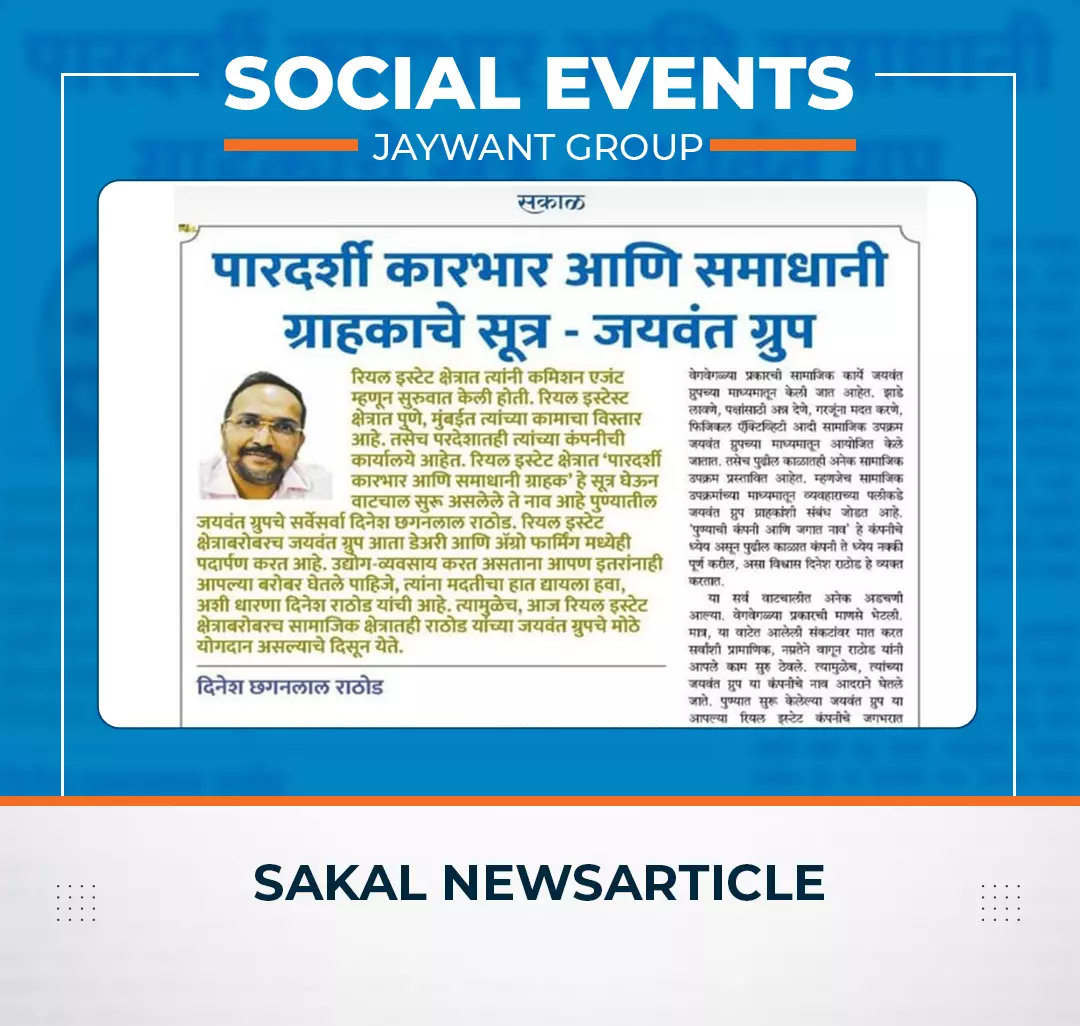 SOCIAL EVENTS
JAYWANT GROUP
सकाळ
पारदर्शी कारभार आणि समाधानी
ग्राहकाचे सूत्र - जयवंत ग्रुप
रियल इस्टेट क्षेत्रात त्यांनी कमिशन एजंट
म्हणून सुरुवात केली होती. रियल इस्टेस्ट
क्षेत्रात पुणे, मुंबईत त्यांच्या कामाचा विस्तार
आहे. तसेच परदेशातही त्यांच्या कंपनीची
कार्यालये आहेत. रियल इस्टेट क्षेत्रात ‘पारदर्शी
कारभार आणि समाधानी ग्राहक’ हे सूत्र घेऊन
वाटचाल सुरू असलेले ते नाव आहे पुण्यातील
जयवंत ग्रुपचे सर्वेसर्वा दिनेश छगनलाल राठोड. रियल इस्टेट
क्षेत्राबरोबरच जयवंत ग्रुप आता डेअरी आणि ॲग्रो फार्मिंग मध्येही
पदार्पण करत आहे. उद्योग-व्यवसाय करत असताना आपण इतरांनाही
आपल्या बरोबर घेतले पाहिजे, त्यांना मदतीचा हात द्यायला हवा,
अशी धारणा दिनेश राठोड यांची आहे. त्यामुळेच, आज रियल इस्टेट
क्षेत्राबरोबरच सामाजिक क्षेत्रातही राठोड यांच्या जयवंत ग्रुपचे मोठे
योगदान असल्याचे दिसून येते.
दिनेश छगनलाल राठोड
वेगवेगळ्या प्रकारची सामाजिक कार्ये जयवंत
ग्रुपच्या माध्यमातून केली जात आहेत. झाडे
लावणे, पक्षांसाठी अन्न देणे, गरजूंना मदत करणे,
फिजिकल ऍक्टिव्हिटी आदी सामाजिक उपक्रम
जयवंत ग्रुपच्या माध्यमातून आयोजित केले
जातात. तसेच पुढील काळातही अनेक सामाजिक
उपक्रम प्रस्तावित आहेत. म्हणजेच सामाजिक
उपक्रमांच्या माध्यमातून व्यवहाराच्या पलीकडे
जयवंत ग्रुप ग्राहकांशी संबंध जोडत आहे.
‘पुण्याची कंपनी आणि जगात नाव’ हे कंपनीचे
ध्येय असून पुढील काळात कंपनी ते ध्येय नक्की
पूर्ण करील, असा विश्वास दिनेश राठोड हे व्यक्त
करतात.
या सर्व वाटचालीत अनेक अडचणी
आल्या. वेगवेगळ्या प्रकारची माणसे भेटली.
मात्र, या वाटेत आलेली संकटांवर मात करत
सर्वांशी प्रामाणिक, नम्रतेने वागून राठोड यांनी
आपले काम सुरु ठेवले. त्यामुळेच, त्यांच्या
जयवंत ग्रुप या कंपनीचे नाव आदराने घेतले
जाते. पुण्यात सुरू केलेल्या जयवंत ग्रुप या
आपल्या रियल इस्टेट कंपनीचे जगभरात
SAKAL NEWSARTICLE